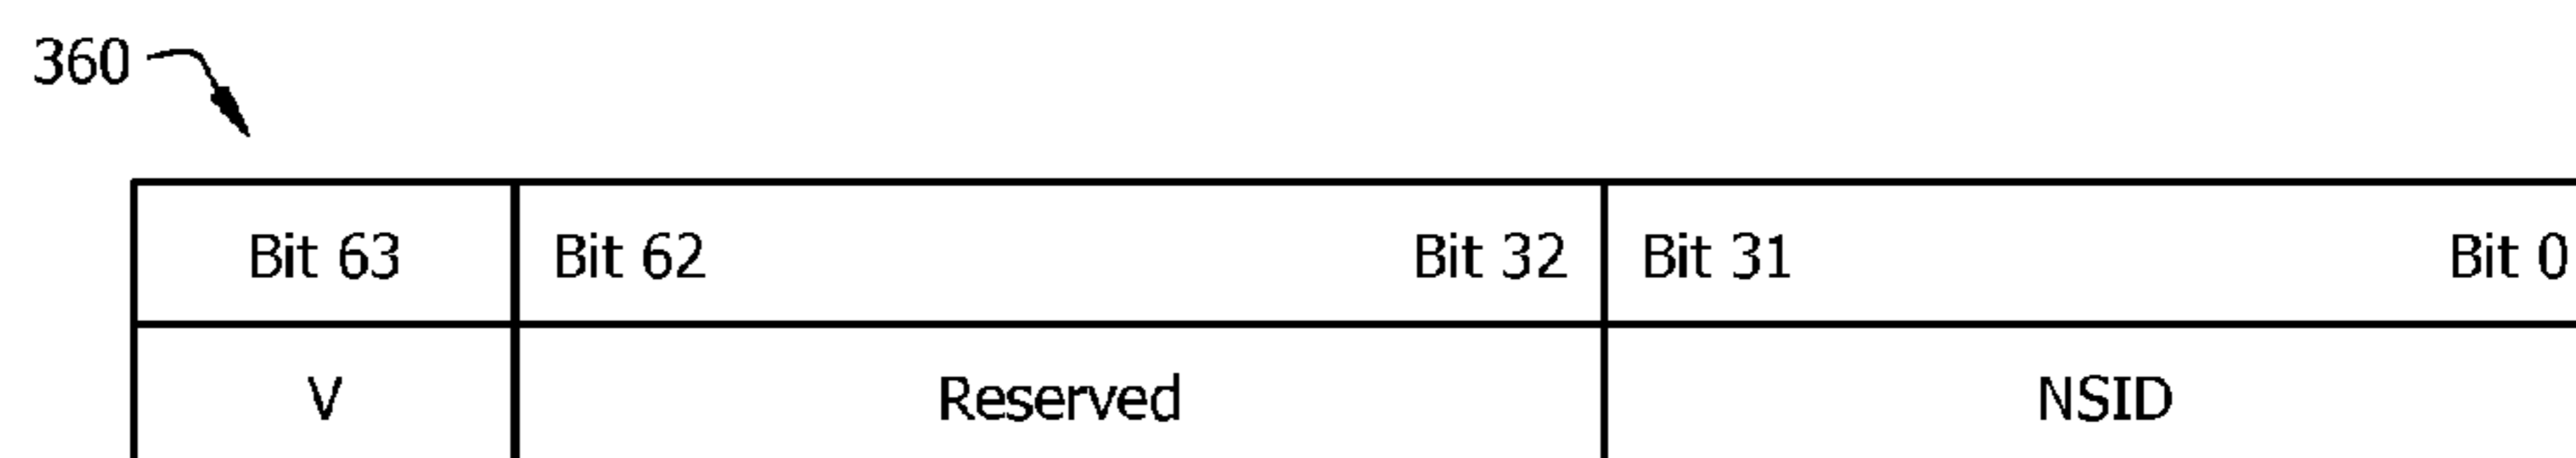 360
Bit 63 Bit 62 Bit 32 Bit 31 Bit 0
V Reserved NSID